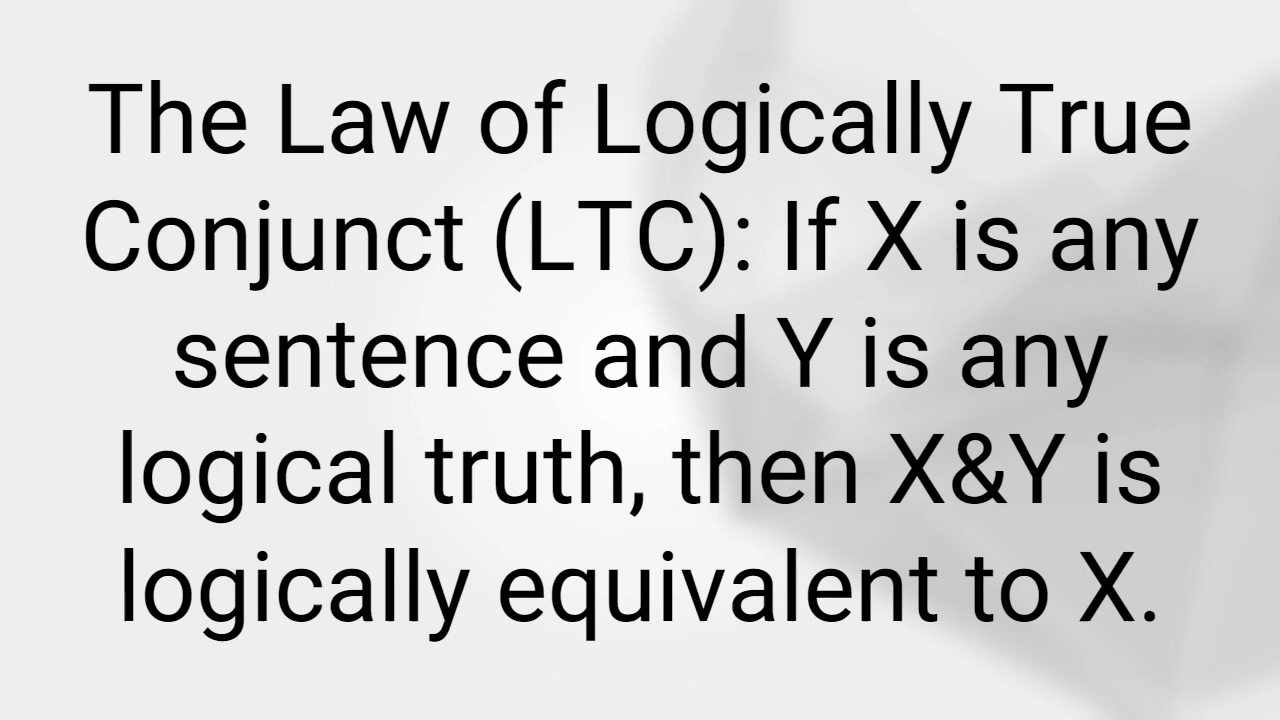 The Law of Logically True
Conjunct (LTC): If X is any
sentence and Y is any
logical truth, then X&Y is
logically equivalent to X.